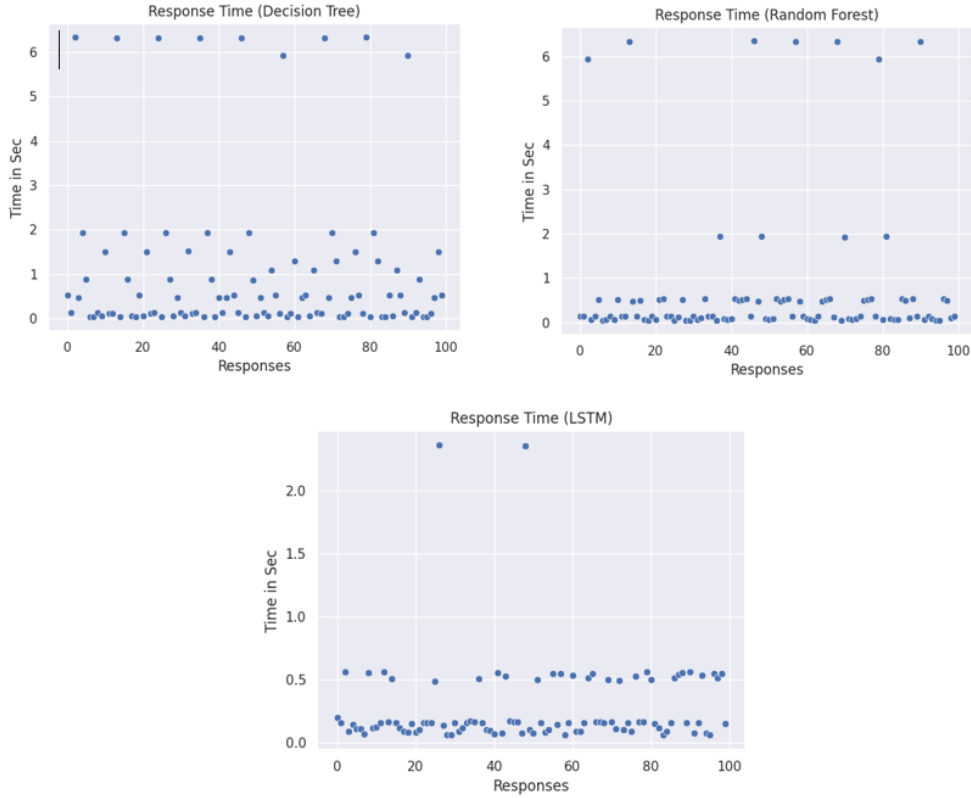 Response Time (Decision Tree)
6
5
4
3
2
1
0
Time in Sec
0 20 40 60 80 100
Responses
Response Time (Random Forest)
6
5
4
3
2
1
0
Time in Sec
0 20 40 60 80 100
Responses
Response Time (LSTM)
2.0
1.5
1.0
0.5
0.0
Time in Sec
0 20 40 60 80 100
Responses